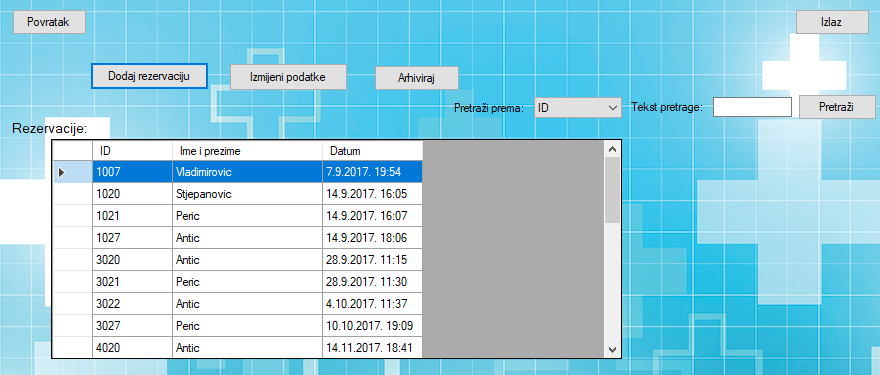 Povratak Izlaz
Dodaj rezervaciju Izmijeni podatke Arhiviraj
Pretraži prema: ID Tekst pretrage: Pretraži
Rezervacije:
ID Ime i prezime Datum
1007 Vladimirovic 7.9.2017. 19:54
1020 Stjepanovic 14.9.2017. 16:05
1021 Peric 14.9.2017. 16:07
1027 Antic 14.9.2017. 18:06
3020 Antic 28.9.2017. 11:15
3021 Peric 28.9.2017. 11:30
3022 Antic 4.10.2017. 11:37
3027 Peric 10.10.2017. 19:09
4020 Antic 14.11.2017. 18:41